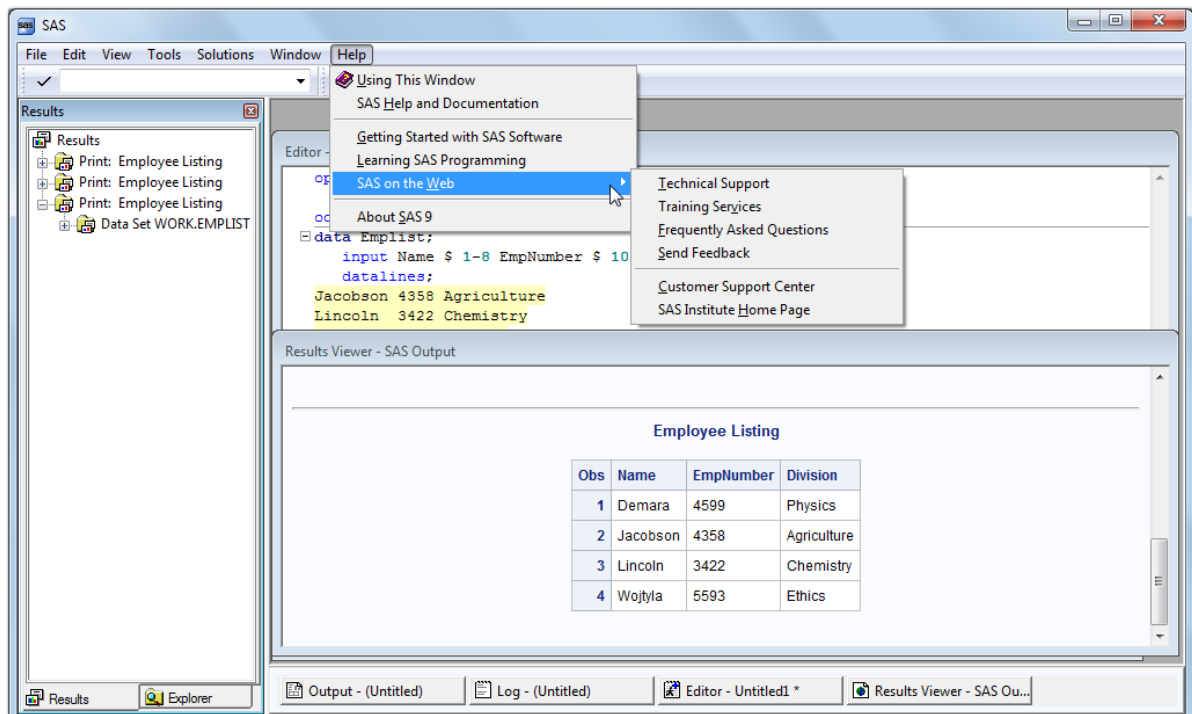 sas SAS
File Edit View Tools Solutions Window Help
Using This Window
SAS Help and Documentation
Getting Started with SAS Software
Learning SAS Programming
SAS on the Web
About SAS 9
Technical Support
Training Services
Frequently Asked Questions
Send Feedback
Customer Support Center
SAS Institute Home Page
Results
Results
Print: Employee Listing
Print: Employee Listing
Print: Employee Listing
Data Set WORK.EMPLIST
Editor -
data Emplist;
input Name $ 1-8 EmpNumber $ 10
datalines;
Jacobson 4358 Agriculture
Lincoln 3422 Chemistry
Results Viewer - SAS Output
Employee Listing
Obs Name EmpNumber Division
1 Demara 4599 Physics
2 Jacobson 4358 Agriculture
3 Lincoln 3422 Chemistry
4 Wojtyla 5593 Ethics
Results Explorer
Output - (Untitled) Log - (Untitled) Editor - Untitled1 * Results Viewer - SAS Ou...